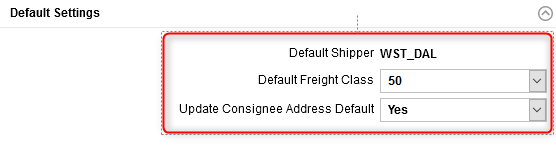 Default Settings
Default Shipper WST_DAL
Default Freight Class 50
Update Consignee Address Default Yes